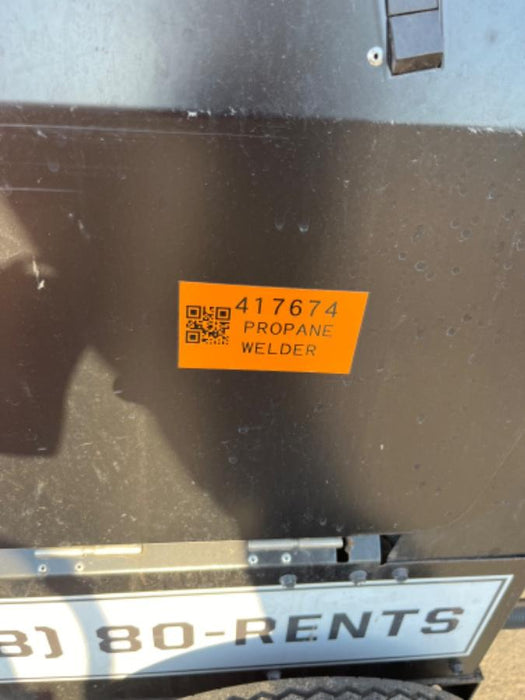 417674
PROPANE
WELDER
8) 80-RENTS